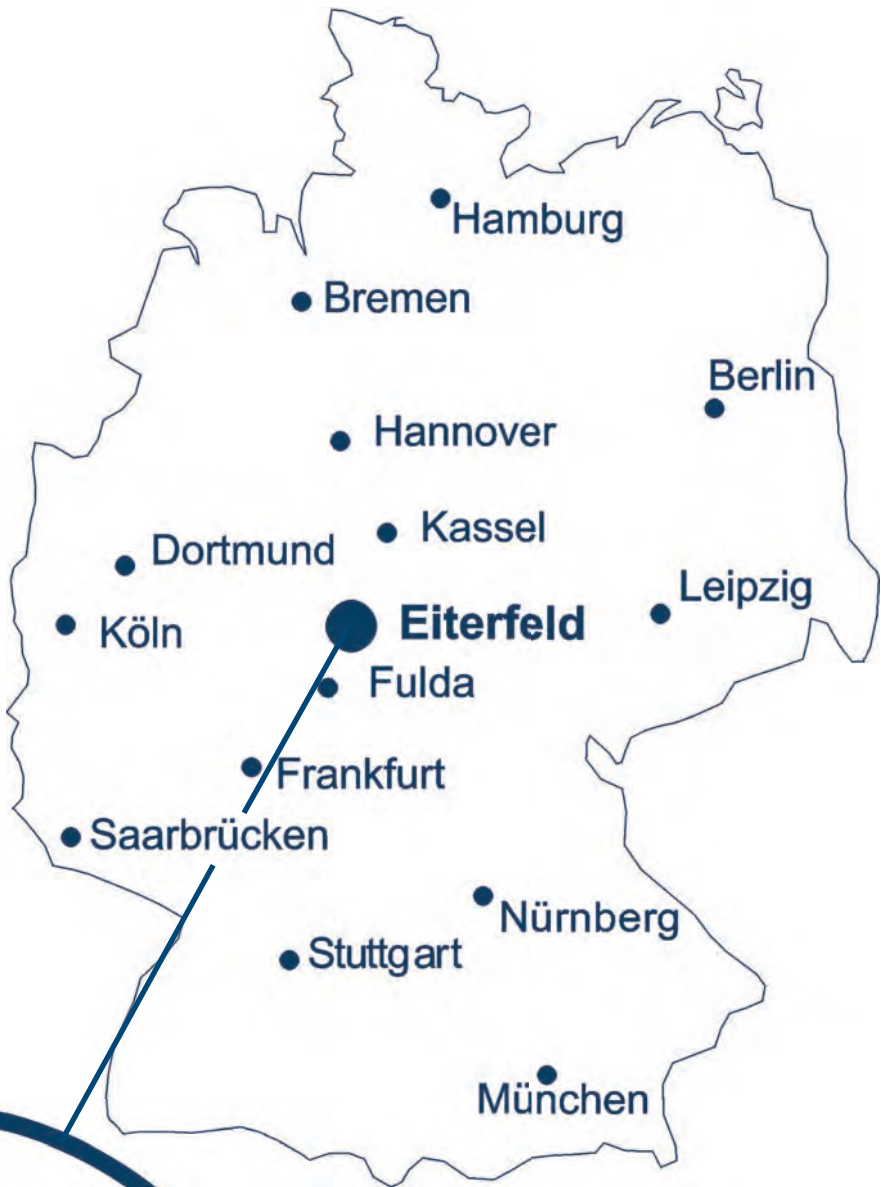 Hamburg
Bremen
Berlin
Hannover
Kassel
Dortmund
Leipzig
Köln
Eiterfeld
Fulda
Frankfurt
Saarbrücken
Nürnberg
Stuttgart
München